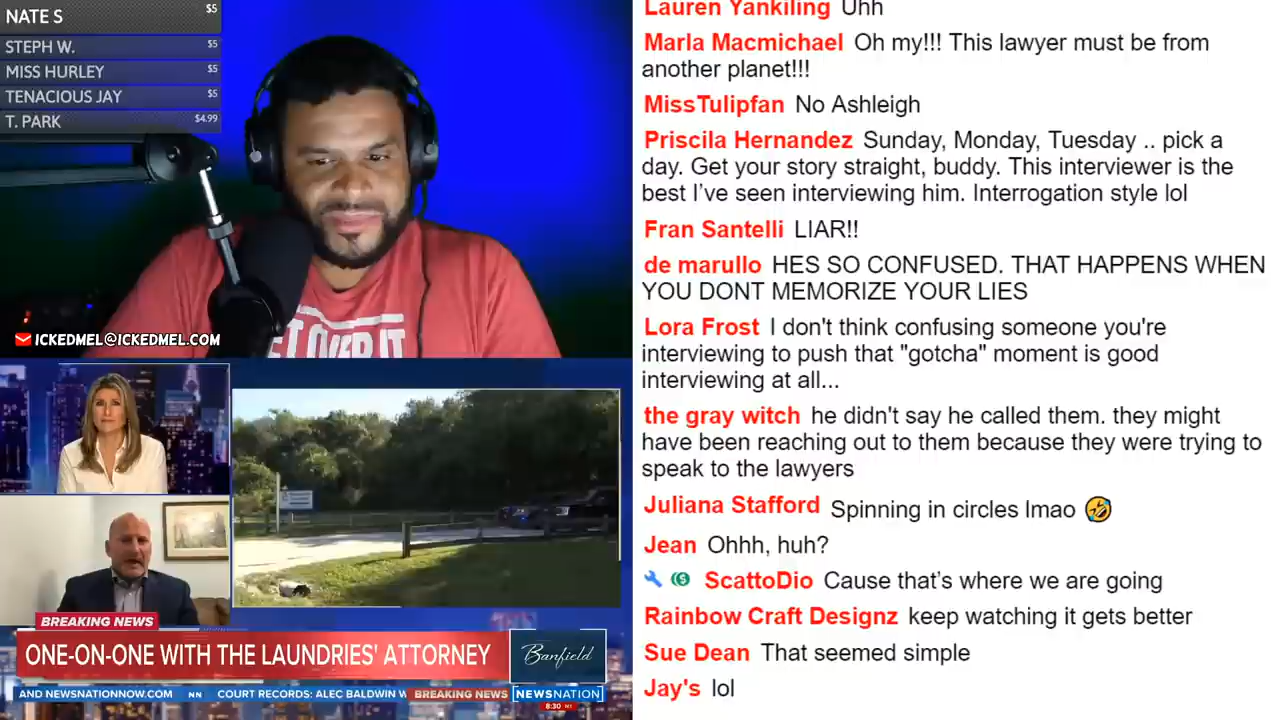 NATE S $5
STEPH W. $5
MISS HURLEY $5
TENACIOUS JAY $5
T. PARK $4.99
ICKEDMEL@ICKEDMEL.COM
GET OVER IT
BREAKING NEWS
ONE-ON-ONE WITH THE LAUNDRIES' ATTORNEY
Banfield
AND NEWSNATIONNOW.COM NN COURT RECORDS: ALEC BALDWIN W BREAKING NEWS NEWSNATION
8:30 MT
Lauren Yankiling Uhh
Marla Macmichael Oh my!!! This lawyer must be from
another planet!!!
MissTulipfan No Ashleigh
Priscila Hernandez Sunday, Monday, Tuesday .. pick a
day. Get your story straight, buddy. This interviewer is the
best I've seen interviewing him. Interrogation style lol
Fran Santelli LIAR!!
de marullo HES SO CONFUSED. THAT HAPPENS WHEN
YOU DONT MEMORIZE YOUR LIES
Lora Frost I don't think confusing someone you're
interviewing to push that "gotcha" moment is good
interviewing at all...
the gray witch he didn't say he called them. they might
have been reaching out to them because they were trying to
speak to the lawyers
Juliana Stafford Spinning in circles lmao 🤣
Jean Ohhh, huh?
ScattoDio Cause that's where we are going
Rainbow Craft Designz keep watching it gets better
Sue Dean That seemed simple
Jay's lol